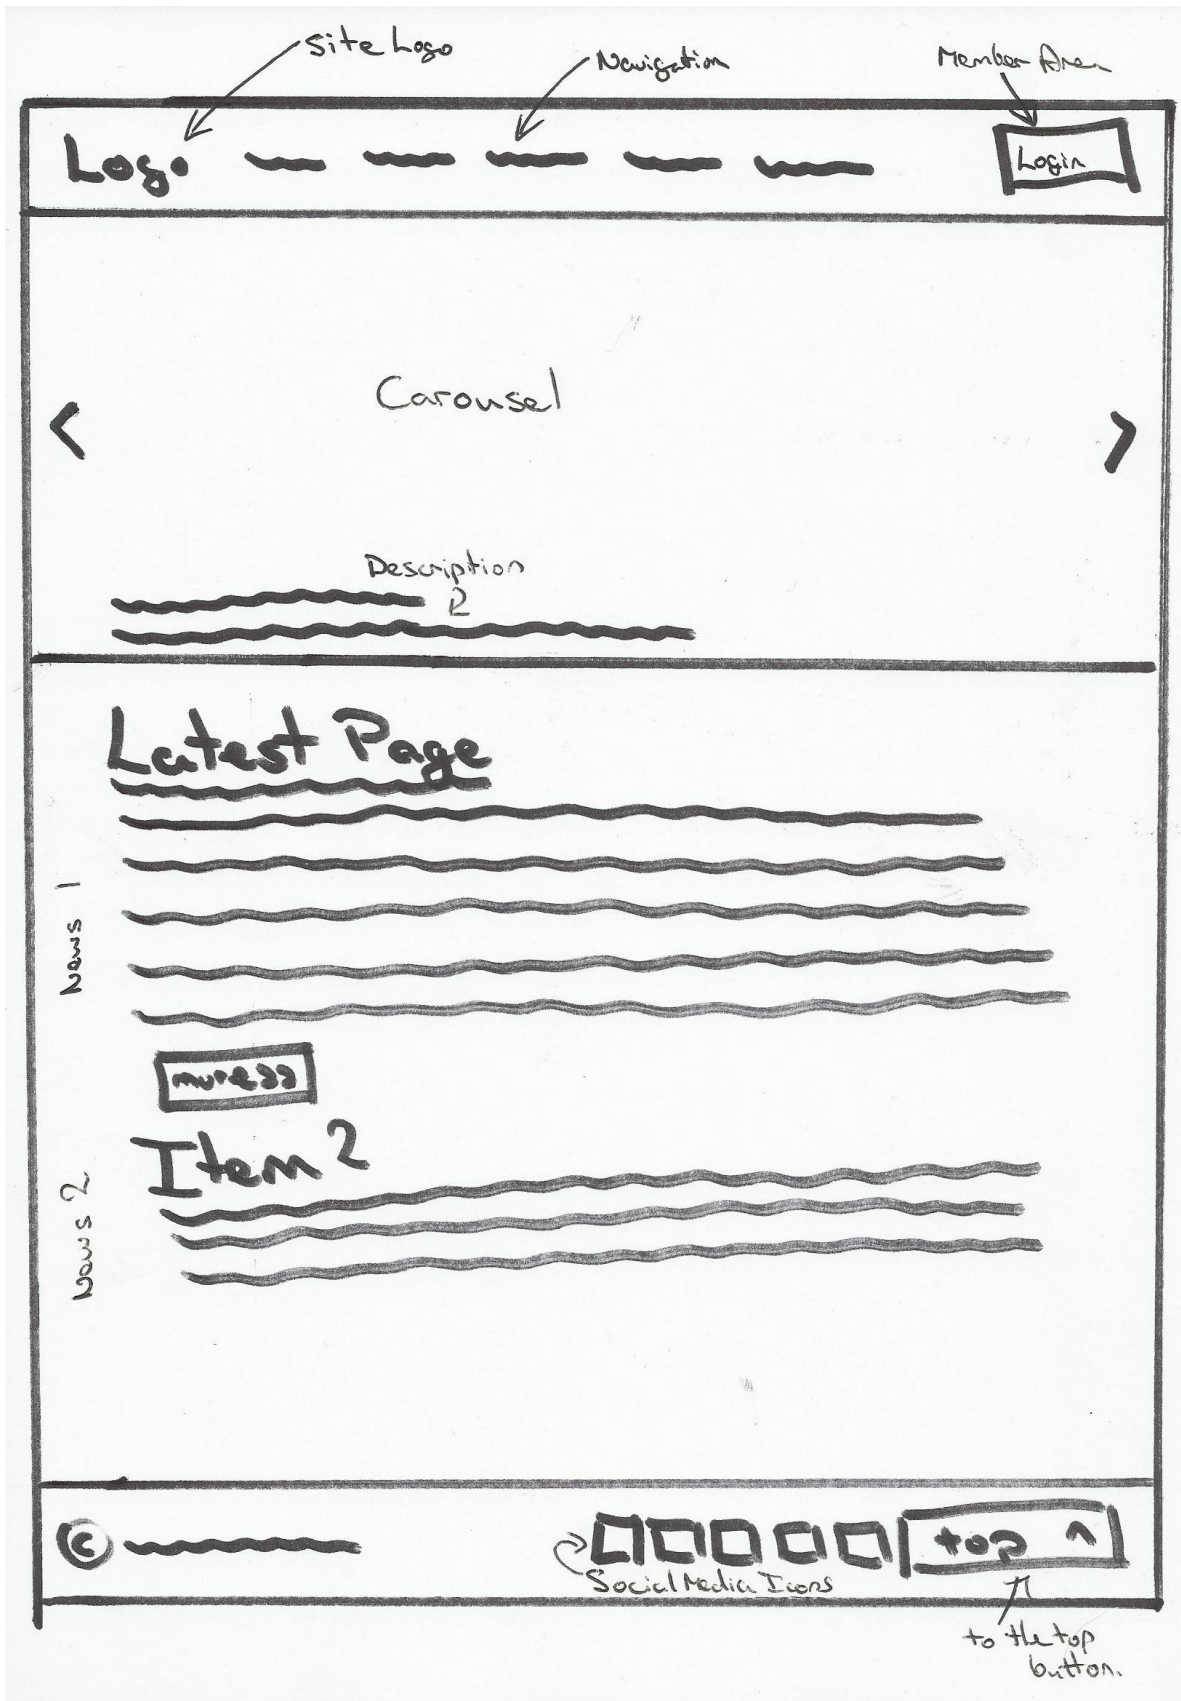 Site Logo
Navigation
Member Area
Logo
Login
Carousel
<
>
Description
Latest Page
News 1
Item 2
News 2
©
top ^
Social Media Icons
to the top
button.